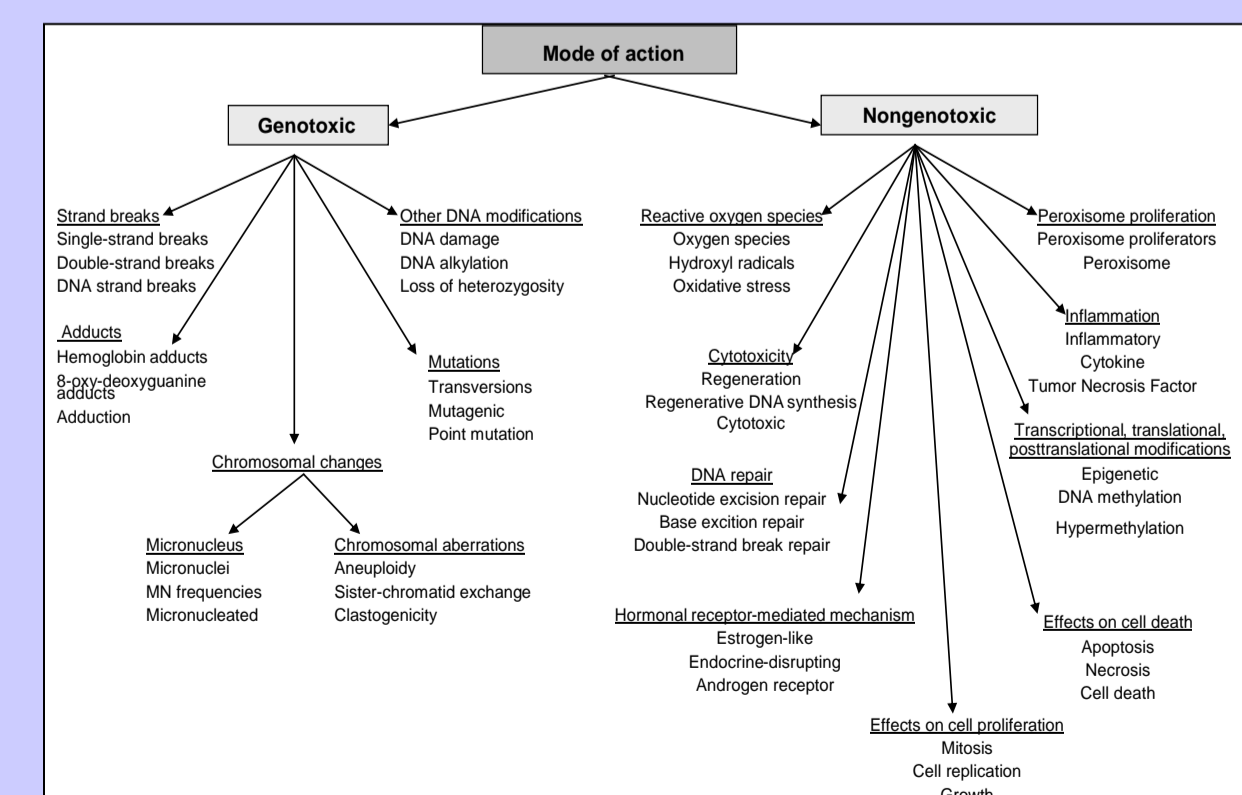 Mode of action
Genotoxic
Nongenotoxic
Strand breaks
Single-strand breaks
Double-strand breaks
DNA strand breaks
Other DNA modifications
DNA damage
DNA alkylation
Loss of heterozygosity
Adducts
Hemoglobin adducts
8-oxy-deoxyguanine
adducts
Adduction
Mutations
Transversions
Mutagenic
Point mutation
Chromosomal changes
Micronucleus
Micronuclei
MN frequencies
Micronucleated
Chromosomal aberrations
Aneuploidy
Sister-chromatid exchange
Clastogenicity
Reactive oxygen species
Oxygen species
Hydroxyl radicals
Oxidative stress
Peroxisome proliferation
Peroxisome proliferators
Peroxisome
Inflammation
Inflammatory
Cytokine
Tumor Necrosis Factor
Cytotoxicity
Regeneration
Regenerative DNA synthesis
Cytotoxic
Transcriptional, translational,
posttranslational modifications
Epigenetic
DNA methylation
Hypermethylation
DNA repair
Nucleotide excision repair
Base excition repair
Double-strand break repair
Hormonal receptor-mediated mechanism
Estrogen-like
Endocrine-disrupting
Androgen receptor
Effects on cell death
Apoptosis
Necrosis
Cell death
Effects on cell proliferation
Mitosis
Cell replication
Growth